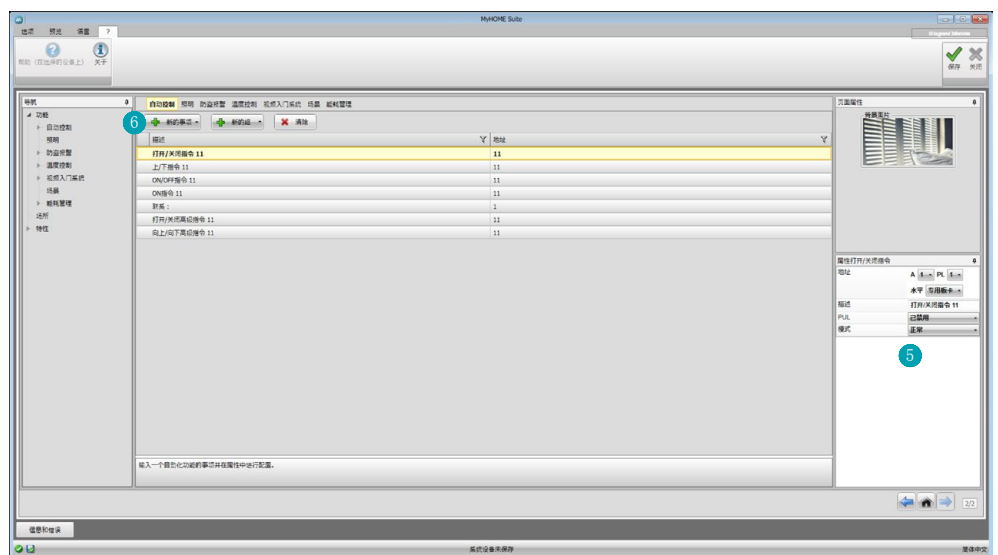 MyHOME Suite
选项 预览 清单 ?
帮助 (在选择的设备上) 关于
保存 关闭
导航
自动控制 照明 防盗报警 温度控制 视频入门系统 场景 能耗管理
6
新的事项 新的组 清除
描述 地址
打开/关闭指令 11 11
上/下指令 11 11
ON/OFF指令 11 11
ON指令 11 11
联系: 1
打开/关闭高级指令 11 11
向上/向下高级指令 11 11
功能
自动控制
照明
防盗报警
温度控制
视频入门系统
场景
能耗管理
场所
特性
页面属性
背景图片
属性打开/关闭指令
地址 A 1 PL 1
水平 专用板卡
描述 打开/关闭指令 11
PUL 已禁用
模式 正常
5
输入一个自动化功能的事项并在属性中进行配置。
2/2
信息和错误
系统设备未保存
简体中文